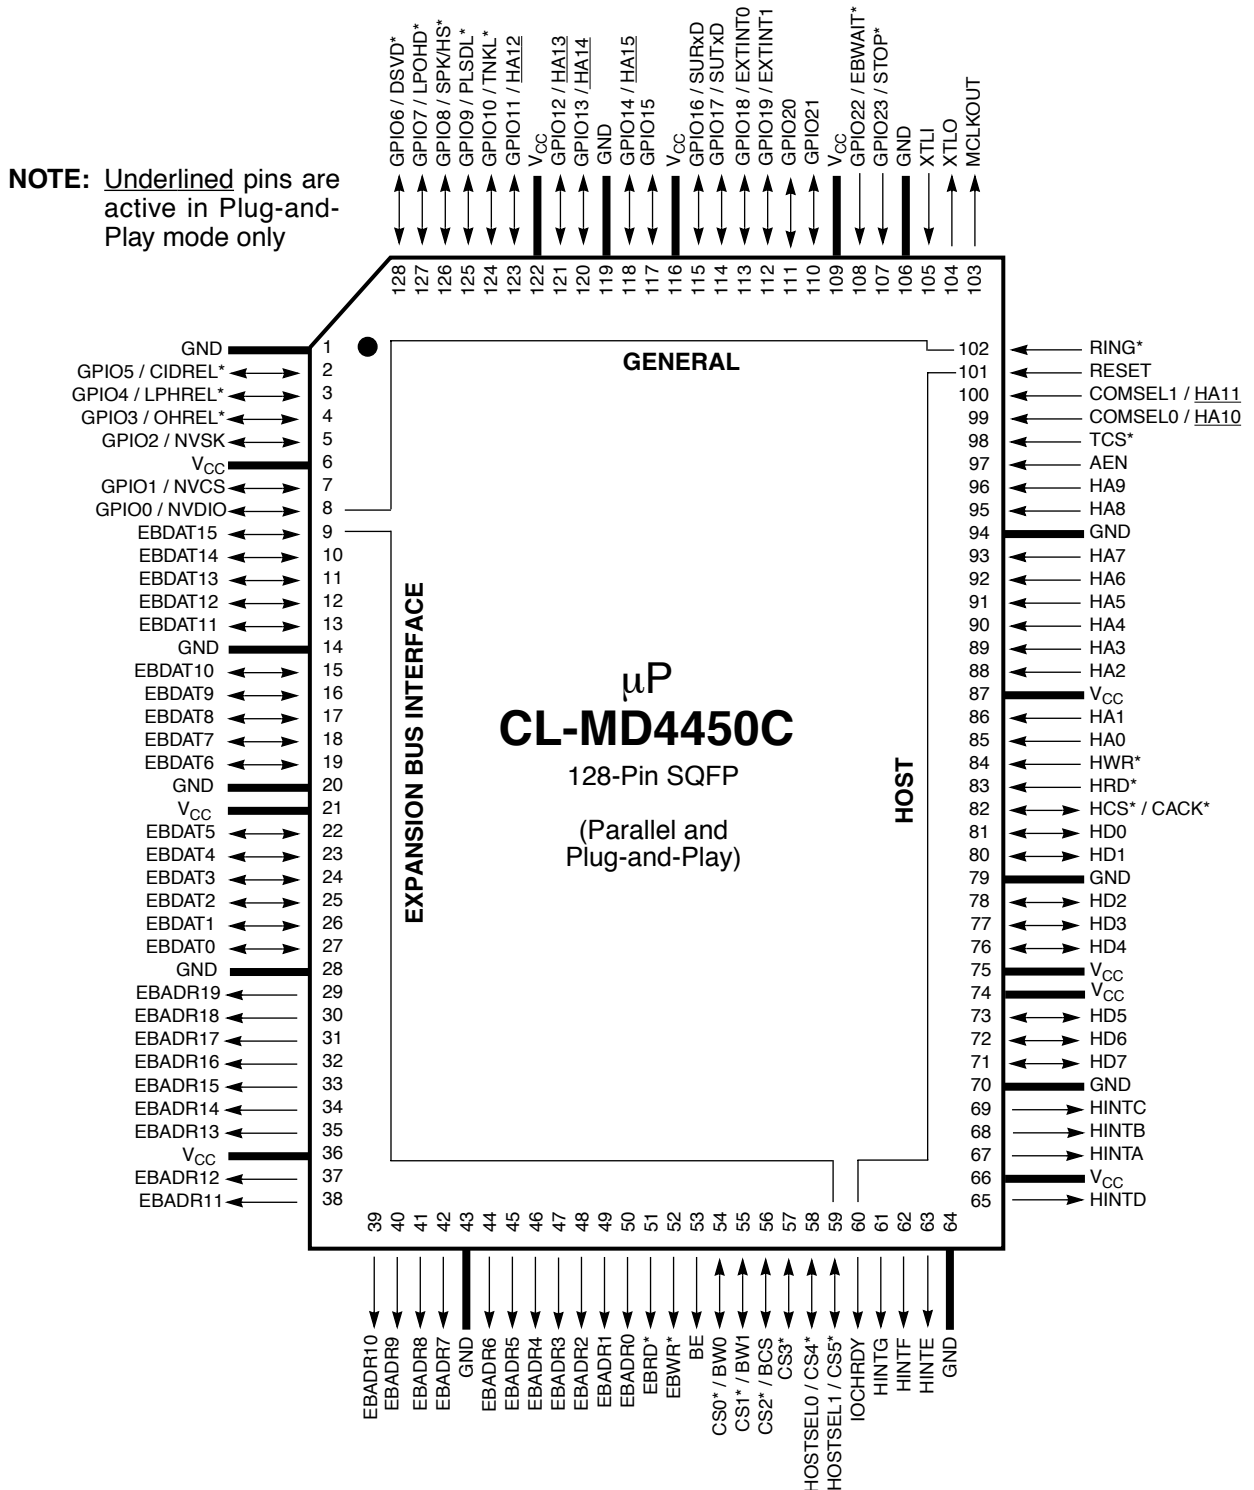 NOTE: Underlined pins are
active in Plug-and-
Play mode only
GPIO6 / DSVD*
GPIO7 / LPOHD*
GPIO8 / SPK/HS*
GPIO9 / PLSDL*
GPIO10 / TNKL*
GPIO11 / HA12
VCC
GPIO12 / HA13
GPIO13 / HA14
GND
GPIO14 / HA15
GPIO15
VCC
GPIO16 / SURxD
GPIO17 / SUTxD
GPIO18 / EXTINT0
GPIO19 / EXTINT1
GPIO20
GPIO21
VCC
GPIO22 / EBWAIT*
GPIO23 / STOP*
GND
XTLI
XTLO
MCLKOUT
128
127
126
125
124
123
122
121
120
119
118
117
116
115
114
113
112
111
110
109
108
107
106
105
104
103
GND 1
GPIO5 / CIDREL* 2
GPIO4 / LPHREL* 3
GPIO3 / OHREL* 4
GPIO2 / NVSK 5
VCC 6
GPIO1 / NVCS 7
GPIO0 / NVDIO 8
EBDAT15 9
EBDAT14 10
EBDAT13 11
EBDAT12 12
EBDAT11 13
GND 14
EBDAT10 15
EBDAT9 16
EBDAT8 17
EBDAT7 18
EBDAT6 19
GND 20
VCC 21
EBDAT5 22
EBDAT4 23
EBDAT3 24
EBDAT2 25
EBDAT1 26
EBDAT0 27
GND 28
EBADR19 29
EBADR18 30
EBADR17 31
EBADR16 32
EBADR15 33
EBADR14 34
EBADR13 35
VCC 36
EBADR12 37
EBADR11 38
GENERAL
EXPANSION BUS INTERFACE
µP
CL-MD4450C
128-Pin SQFP
(Parallel and
Plug-and-Play)
HOST
102 RING*
101 RESET
100 COMSEL1 / HA11
99 COMSEL0 / HA10
98 TCS*
97 AEN
96 HA9
95 HA8
94 GND
93 HA7
92 HA6
91 HA5
90 HA4
89 HA3
88 HA2
87 VCC
86 HA1
85 HA0
84 HWR*
83 HRD*
82 HCS* / CACK*
81 HD0
80 HD1
79 GND
78 HD2
77 HD3
76 HD4
75 VCC
74 VCC
73 HD5
72 HD6
71 HD7
70 GND
69 HINTC
68 HINTB
67 HINTA
66 VCC
65 HINTD
39
40
41
42
43
44
45
46
47
48
49
50
51
52
53
54
55
56
57
58
59
60
61
62
63
64
EBADR10
EBADR9
EBADR8
EBADR7
GND
EBADR6
EBADR5
EBADR4
EBADR3
EBADR2
EBADR1
EBADR0
EBRD*
EBWR*
BE
CS0* / BW0
CS1* / BW1
CS2* / BCS
CS3*
HOSTSEL0 / CS4*
HOSTSEL1 / CS5*
IOCHRDY
HINTG
HINTF
HINTE
GND